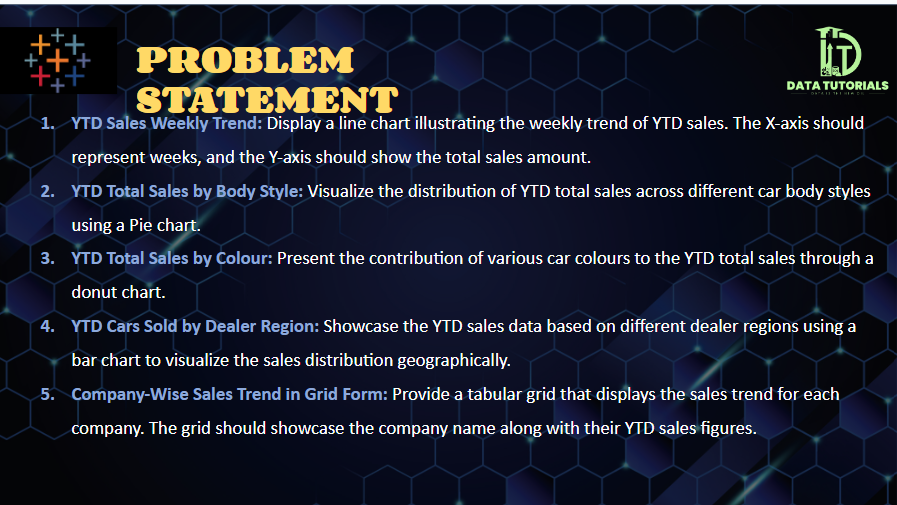 PROBLEM
STATEMENT
DATA TUTORIALS
1. YTD Sales Weekly Trend: Display a line chart illustrating the weekly trend of YTD sales. The X-axis should
represent weeks, and the Y-axis should show the total sales amount.
2. YTD Total Sales by Body Style: Visualize the distribution of YTD total sales across different car body styles
using a Pie chart.
3. YTD Total Sales by Colour: Present the contribution of various car colours to the YTD total sales through a
donut chart.
4. YTD Cars Sold by Dealer Region: Showcase the YTD sales data based on different dealer regions using a
bar chart to visualize the sales distribution geographically.
5. Company-Wise Sales Trend in Grid Form: Provide a tabular grid that displays the sales trend for each
company. The grid should showcase the company name along with their YTD sales figures.